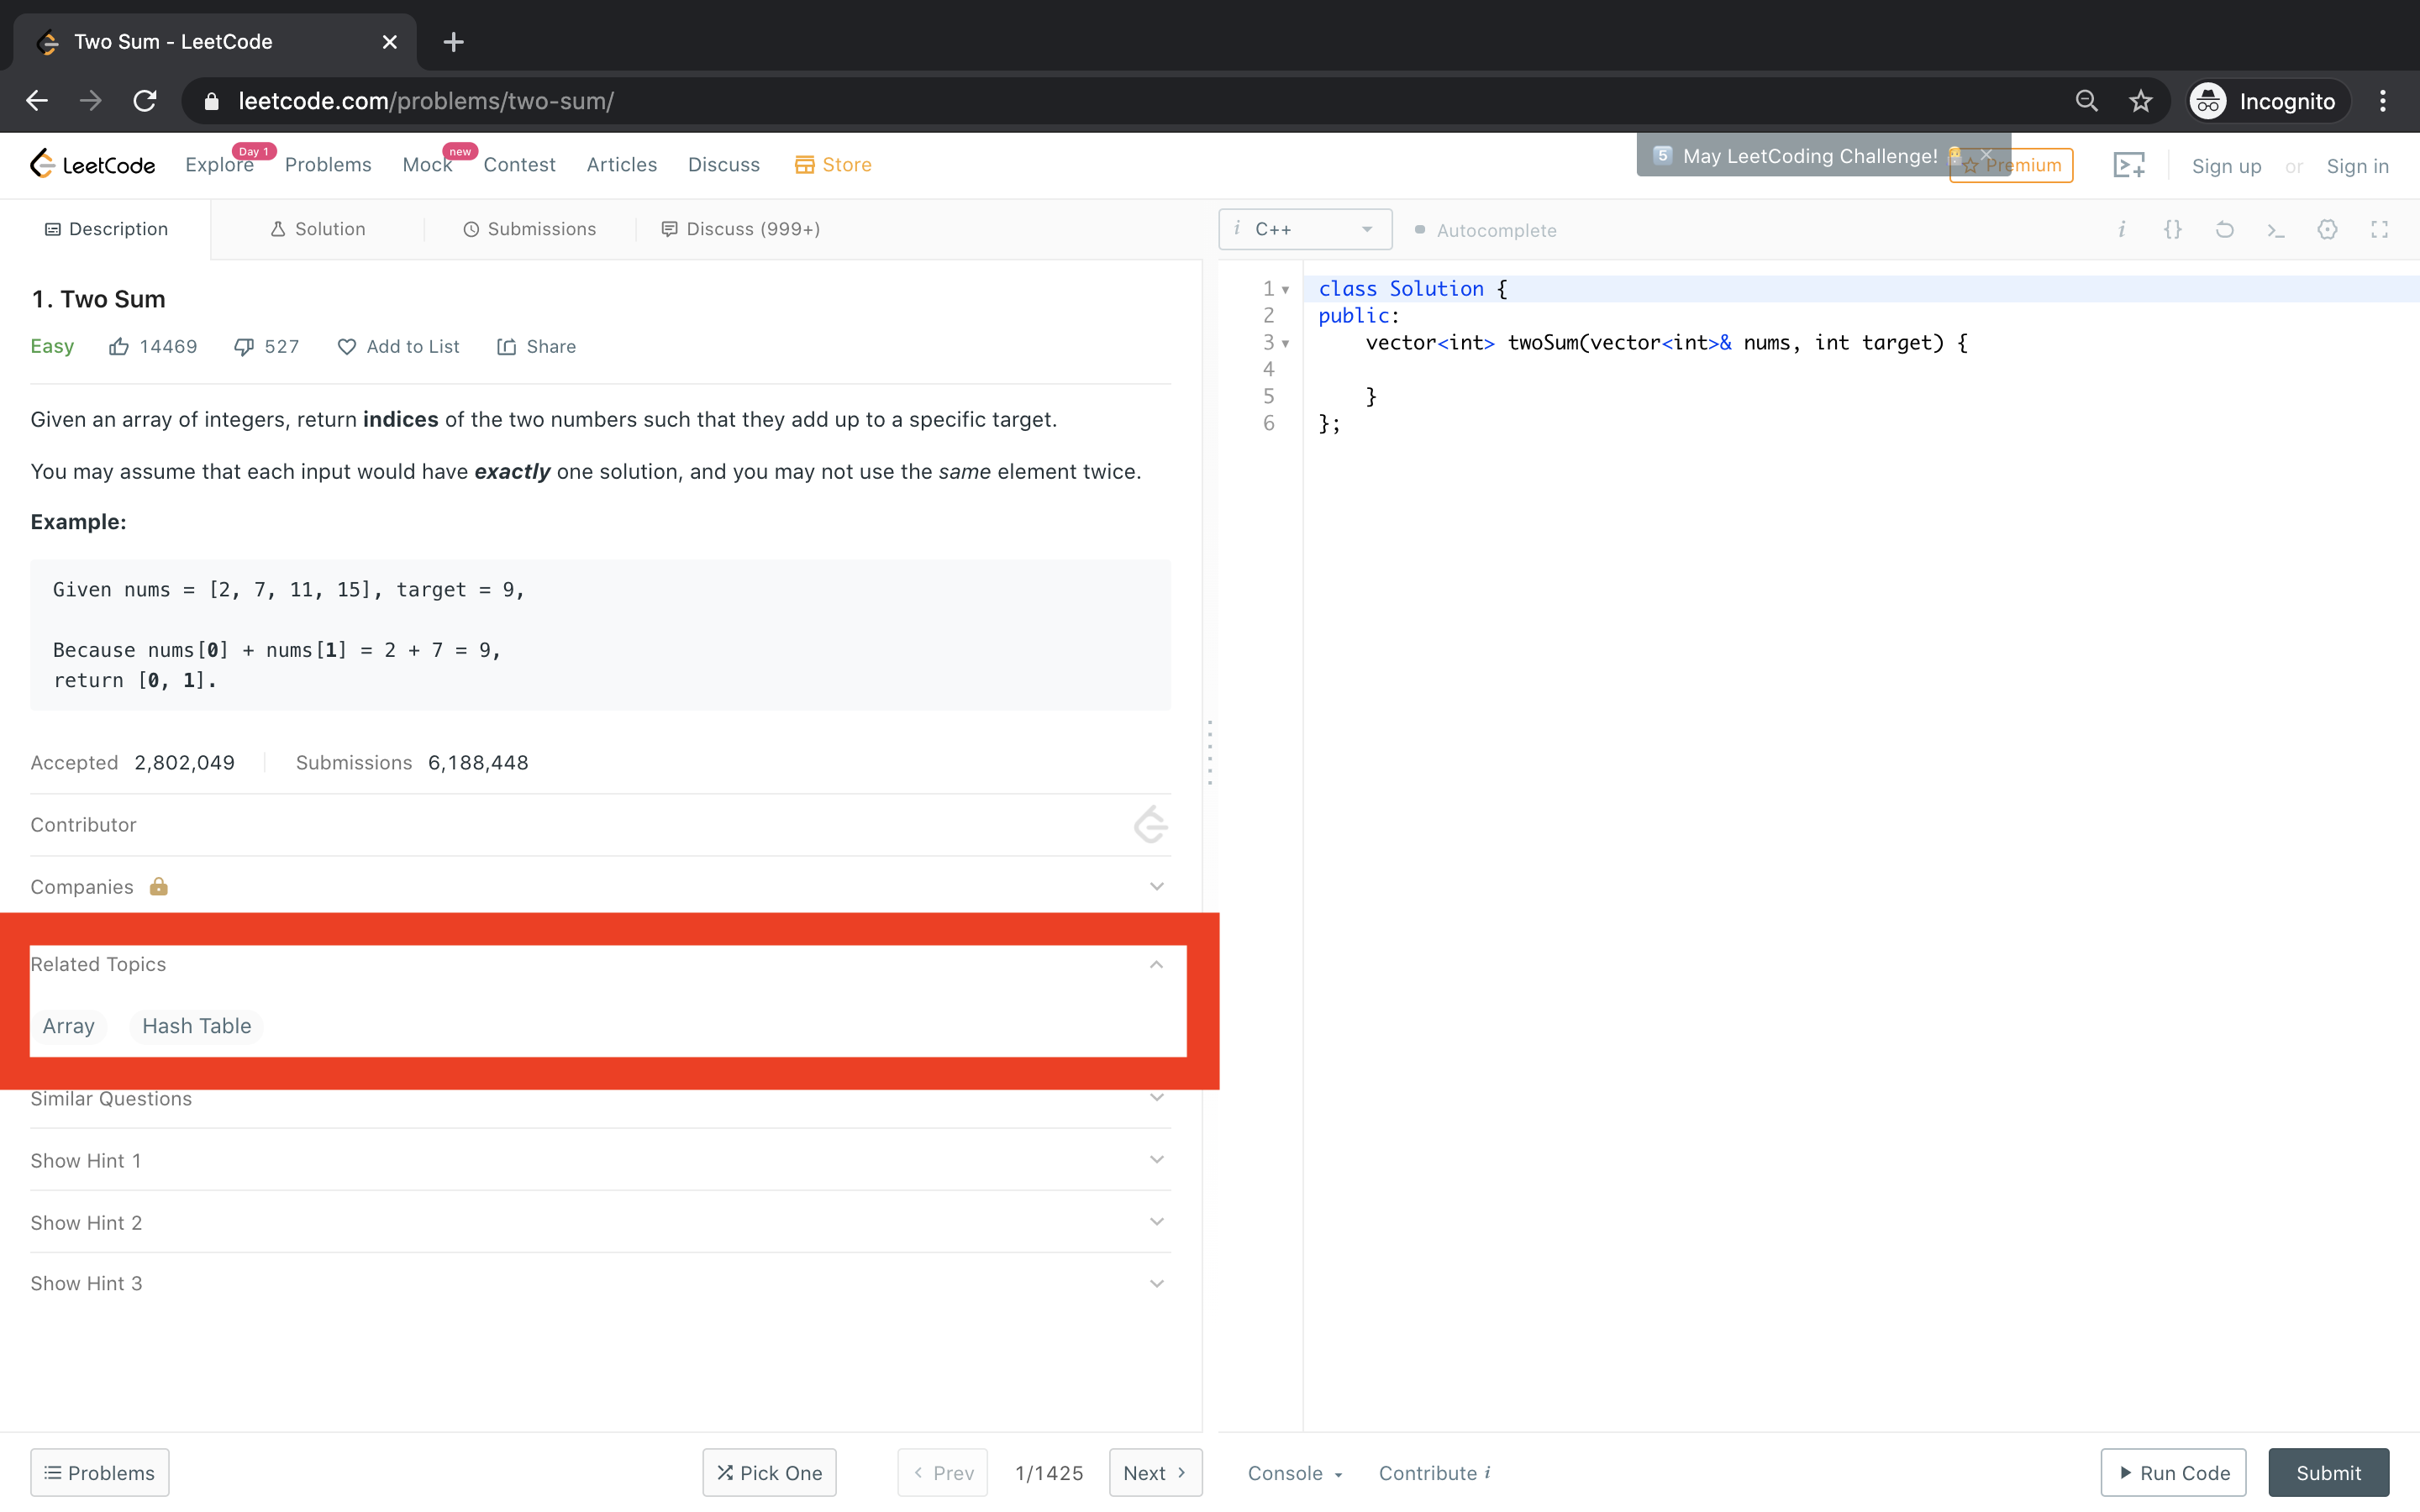 Two Sum - LeetCode
leetcode.com/problems/two-sum/
Incognito
LeetCode
Explore
Day 1
Problems
Mock
new
Contest
Articles
Discuss
Store
5 May LeetCoding Challenge!
Premium
Sign up or Sign in
Description
Solution
Submissions
Discuss (999+)
i C++
Autocomplete
i {}
1. Two Sum
Easy 14469 527 Add to List Share
Given an array of integers, return indices of the two numbers such that they add up to a specific target.
You may assume that each input would have exactly one solution, and you may not use the same element twice.
Example:
Given nums = [2, 7, 11, 15], target = 9,
Because nums[0] + nums[1] = 2 + 7 = 9,
return [0, 1].
Accepted 2,802,049 Submissions 6,188,448
Contributor
Companies
Related Topics
Array Hash Table
Similar Questions
Show Hint 1
Show Hint 2
Show Hint 3
1 class Solution {
2 public:
3 vector<int> twoSum(vector<int>& nums, int target) {
4
5 }
6 };
Problems
Pick One
Prev
1/1425
Next
Console
Contribute i
Run Code
Submit